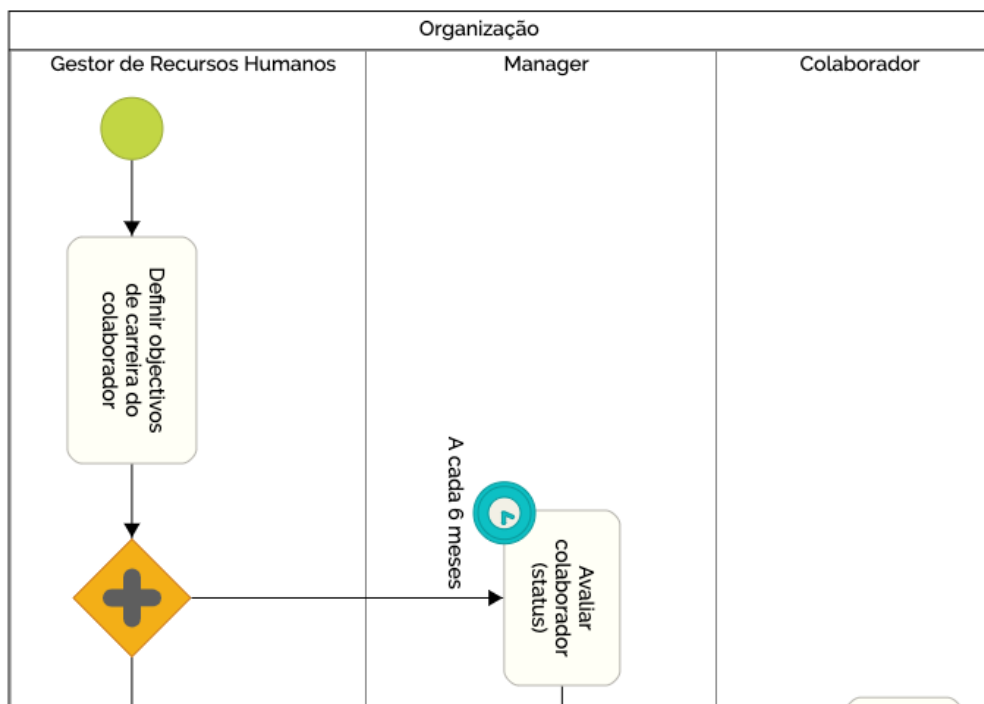 Organização
Gestor de Recursos Humanos
Manager
Colaborador
Definir objectivos
de carreira do
colaborador
A cada 6 meses
Avaliar
colaborador
(status)